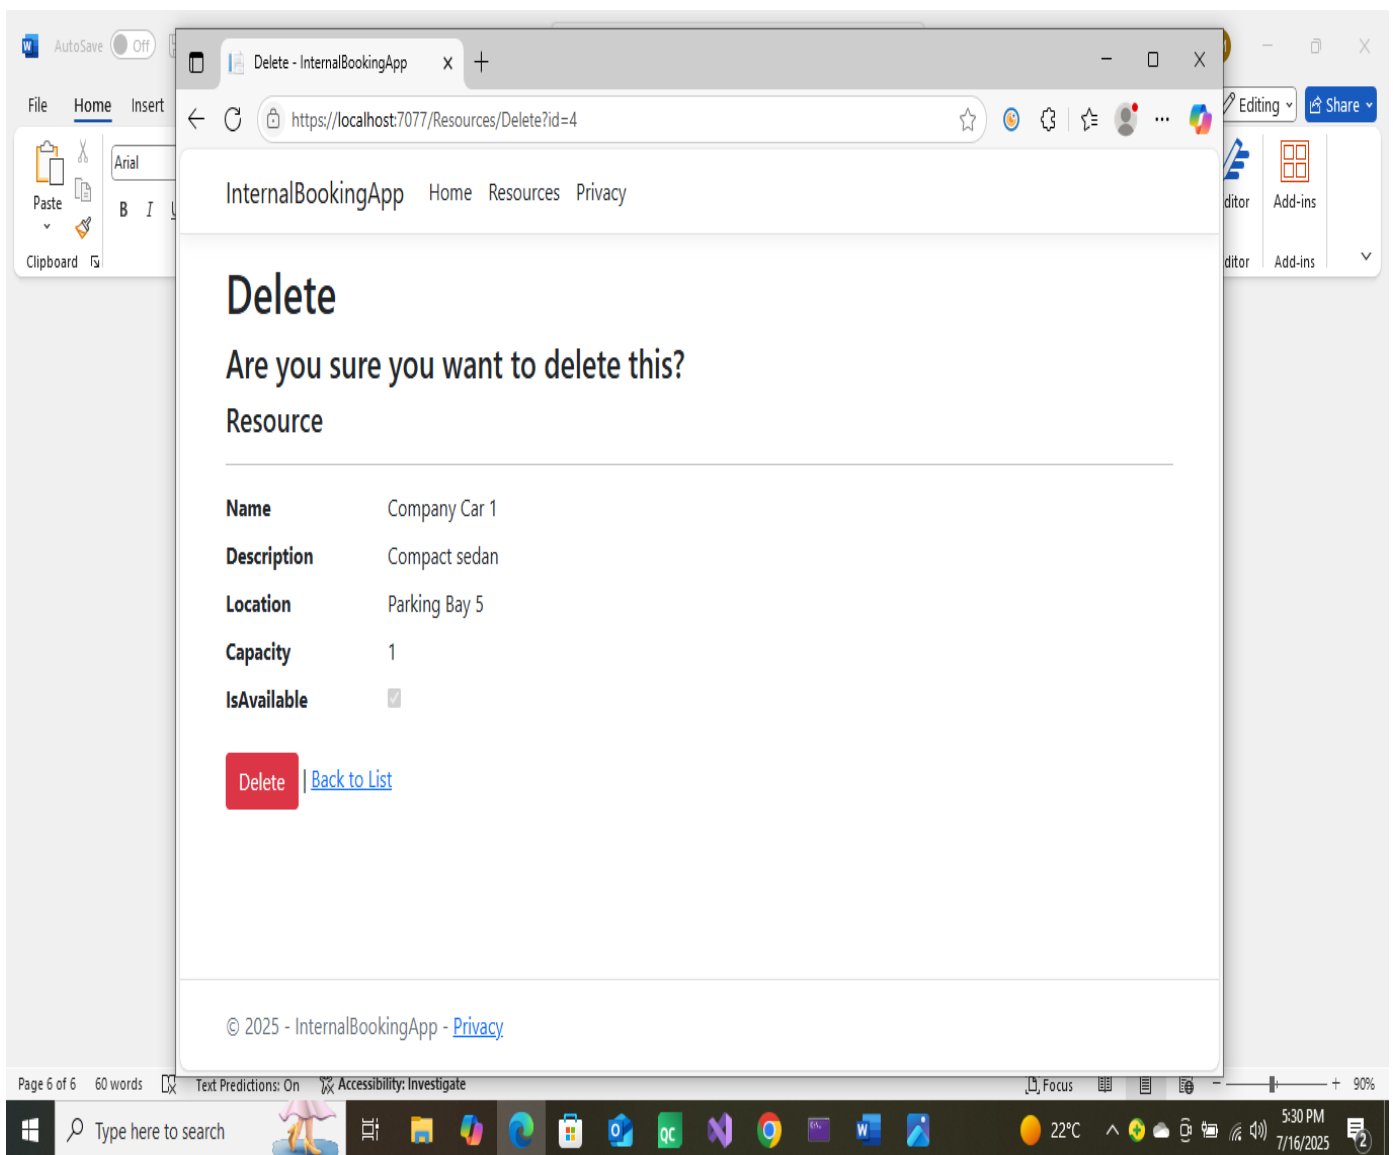 AutoSave Off
Delete - InternalBookingApp
File Home Insert
https://localhost:7077/Resources/Delete?id=4
Editing Share
Arial
Paste
B I U
InternalBookingApp Home Resources Privacy
ditor Add-ins
Clipboard
ditor Add-ins
Delete
Are you sure you want to delete this?
Resource
Name Company Car 1
Description Compact sedan
Location Parking Bay 5
Capacity 1
IsAvailable
Delete | Back to List
© 2025 - InternalBookingApp - Privacy
Page 6 of 6 60 words Text Predictions: On Accessibility: Investigate Focus 90%
Type here to search
QC
22°C
5:30 PM
7/16/2025
2